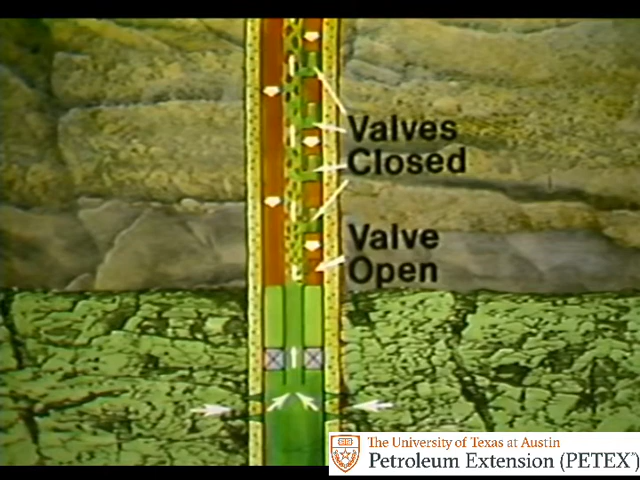 Valves
Closed
Valve
Open
The University of Texas at Austin
Petroleum Extension (PETEX®)